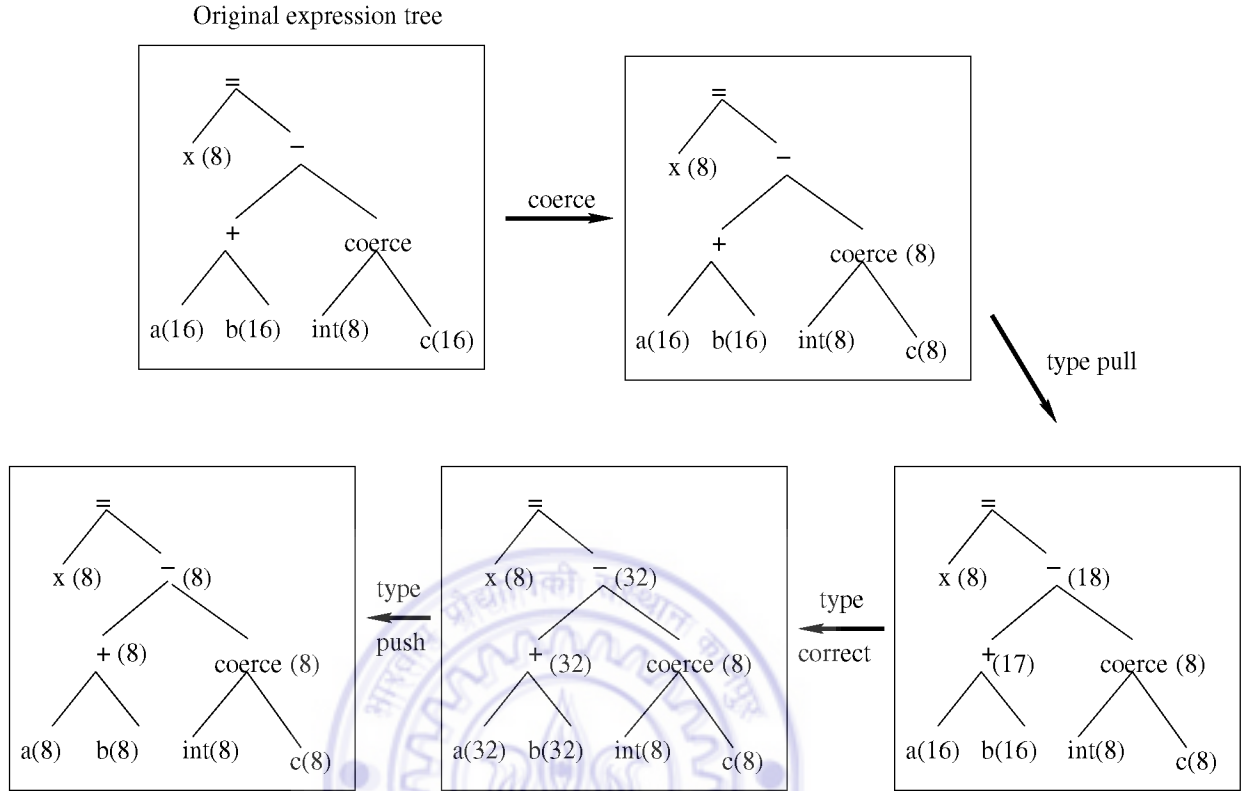 Original expression tree
=
x (8)
−
+
coerce
a(16) b(16) int(8)
c(16)
coerce
=
x (8)
−
+
coerce (8)
a(16) b(16) int(8)
c(8)
type pull
=
x (8)
− (18)
+(17)
coerce (8)
a(16) b(16) int(8)
c(8)
type
correct
=
x (8)
− (32)
+ (32)
coerce (8)
a(32) b(32) int(8)
c(8)
type
push
=
x (8)
− (8)
+ (8)
coerce (8)
a(8) b(8) int(8)
c(8)
भारतीय प्रौद्योगिकी संस्थान कानपुर